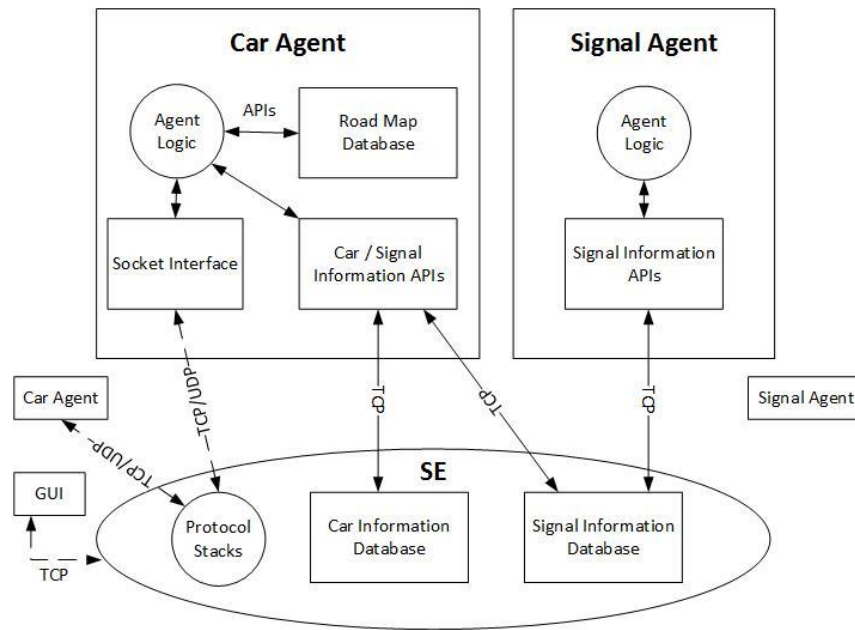 Car Agent
Signal Agent
Agent
Logic
APIs
Road Map
Database
Agent
Logic
Socket Interface
Car / Signal
Information APIs
Signal Information
APIs
TCP/UDP
TCP
TCP
TCP
Car Agent
Signal Agent
TCP/UDP
SE
GUI
Protocol
Stacks
Car Information
Database
Signal Information
Database
TCP